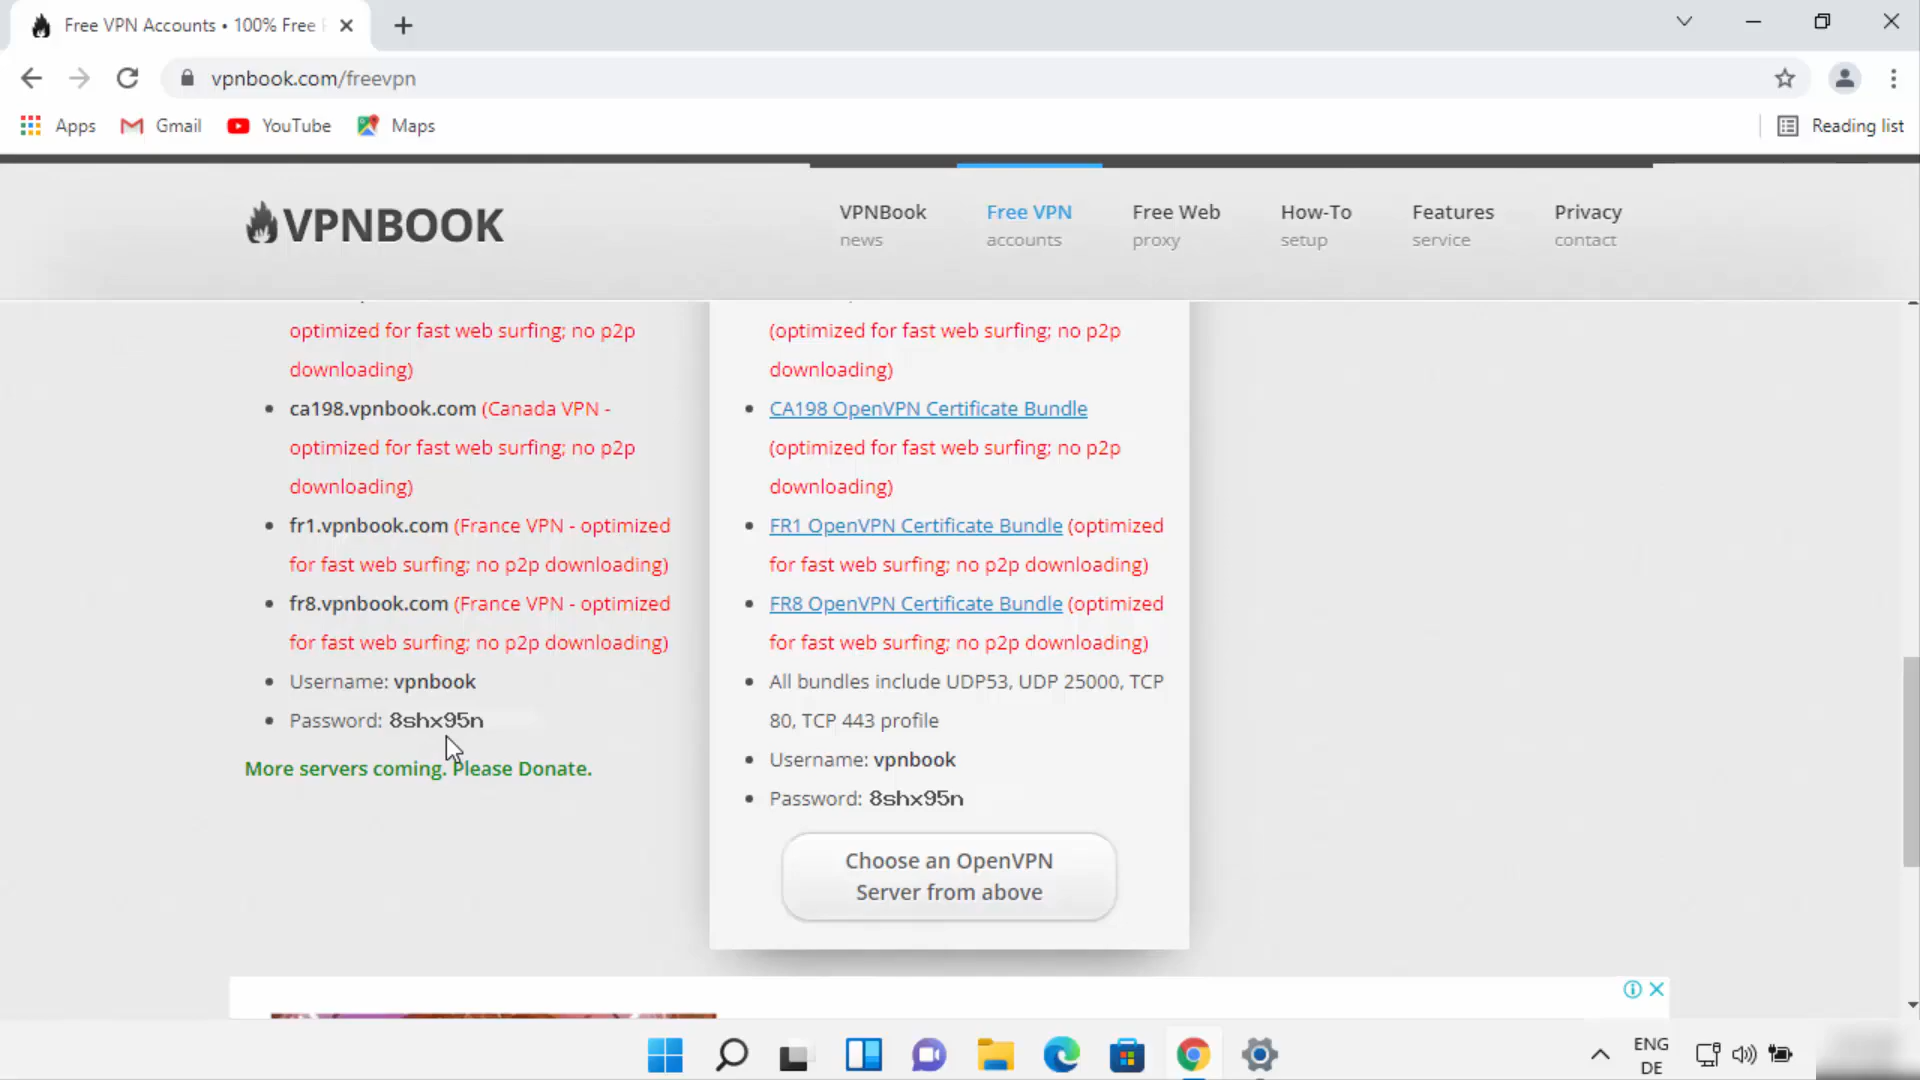 Free VPN Accounts • 100% Free
vpnbook.com/freevpn
Apps
Gmail
YouTube
Maps
Reading list
VPNBOOK
VPNBook
news
Free VPN
accounts
Free Web
proxy
How-To
setup
Features
service
Privacy
contact
optimized for fast web surfing; no p2p
downloading)
ca198.vpnbook.com (Canada VPN -
optimized for fast web surfing; no p2p
downloading)
fr1.vpnbook.com (France VPN - optimized
for fast web surfing; no p2p downloading)
fr8.vpnbook.com (France VPN - optimized
for fast web surfing; no p2p downloading)
Username: vpnbook
Password: 8shx95n
More servers coming. Please Donate.
(optimized for fast web surfing; no p2p
downloading)
CA198 OpenVPN Certificate Bundle
(optimized for fast web surfing; no p2p
downloading)
FR1 OpenVPN Certificate Bundle (optimized
for fast web surfing; no p2p downloading)
FR8 OpenVPN Certificate Bundle (optimized
for fast web surfing; no p2p downloading)
All bundles include UDP53, UDP 25000, TCP
80, TCP 443 profile
Username: vpnbook
Password: 8shx95n
Choose an OpenVPN
Server from above
ENG
DE